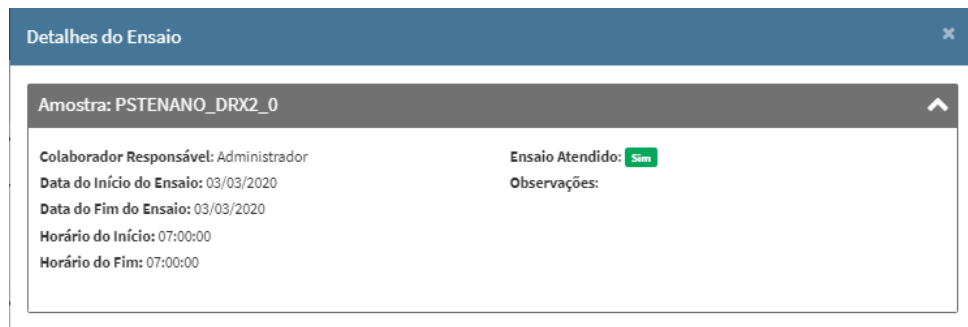 Detalhes do Ensaio
Amostra: PSTENANO_DRX2_0
Colaborador Responsável: Administrador
Data do Início do Ensaio: 03/03/2020
Data do Fim do Ensaio: 03/03/2020
Horário do Início: 07:00:00
Horário do Fim: 07:00:00
Ensaio Atendido: Sim
Observações: